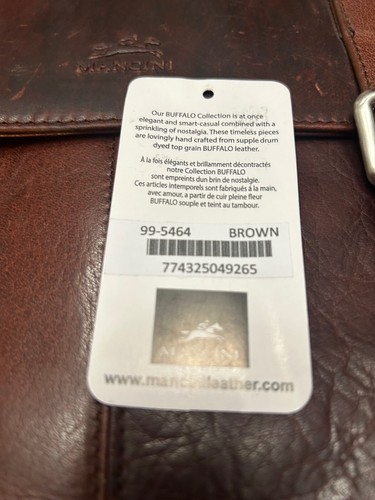 MANCINI
Our BUFFALO Collection is at once
elegant and smart-casual combined with a
sprinkling of nostalgia. These timeless pieces
are lovingly hand crafted from supple drum
dyed top grain BUFFALO leather.
À la fois élégants et brillamment décontractés
notre Collection BUFFALO
sont empreints dun brin de nostalgie.
Ces articles intemporels sont fabriqués à la main,
avec amour, a partir de cuir pleine fleur
BUFFALO souple et teint au tambour.
99-5464 BROWN
774325049265
MANCINI
www.mancinileather.com